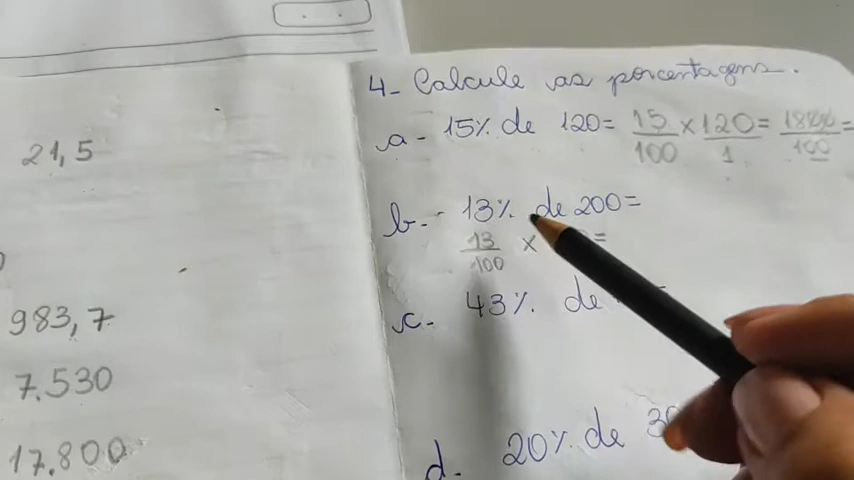 21,5
983,7
7.530
17.800
4- Calcule as porcentagens.
a- 15% de 120= 15/100 x 120/1 = 1800/100 =
b- 13% de 200=
13/100 x =
c- 43% de
d- 20% de